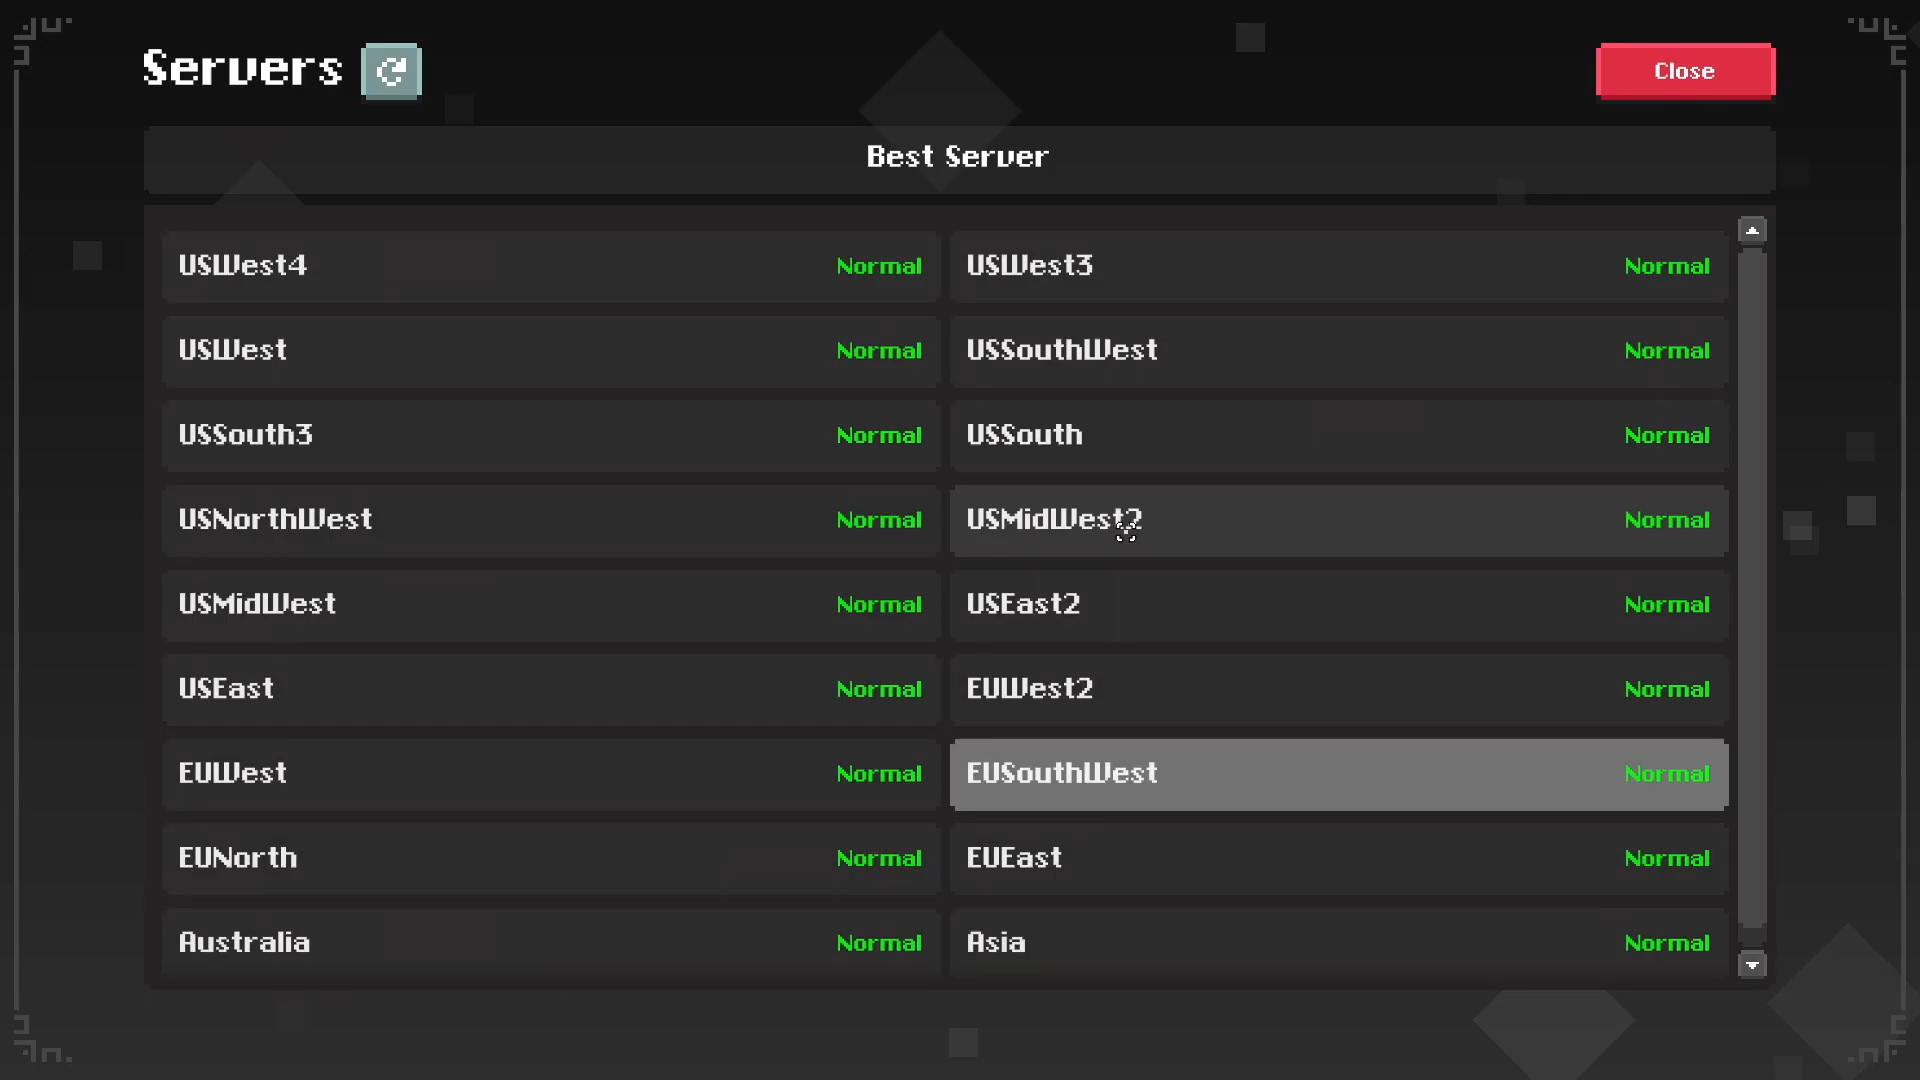 Servers
Close
Best Server
USWest4 Normal
USWest3 Normal
USWest Normal
USSouthWest Normal
USSouth3 Normal
USSouth Normal
USNorthWest Normal
USMidWest2 Normal
USMidWest Normal
USEast2 Normal
USEast Normal
EUWest2 Normal
EUWest Normal
EUSouthWest Normal
EUNorth Normal
EUEast Normal
Australia Normal
Asia Normal